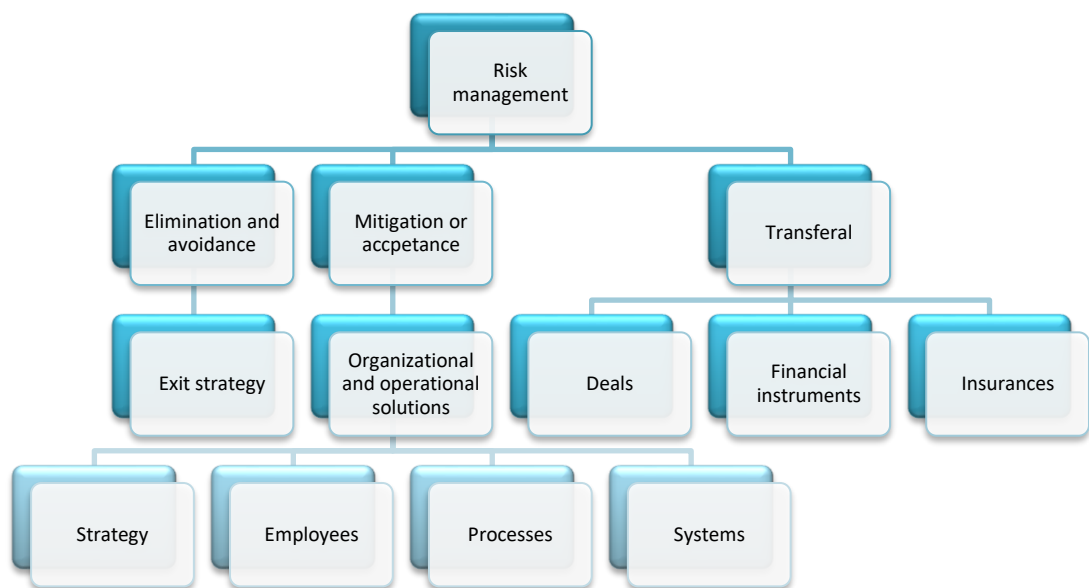 Risk
management
Elimination and
avoidance
Mitigation or
accpetance
Transferal
Exit strategy
Organizational
and operational
solutions
Deals
Financial
instruments
Insurances
Strategy
Employees
Processes
Systems